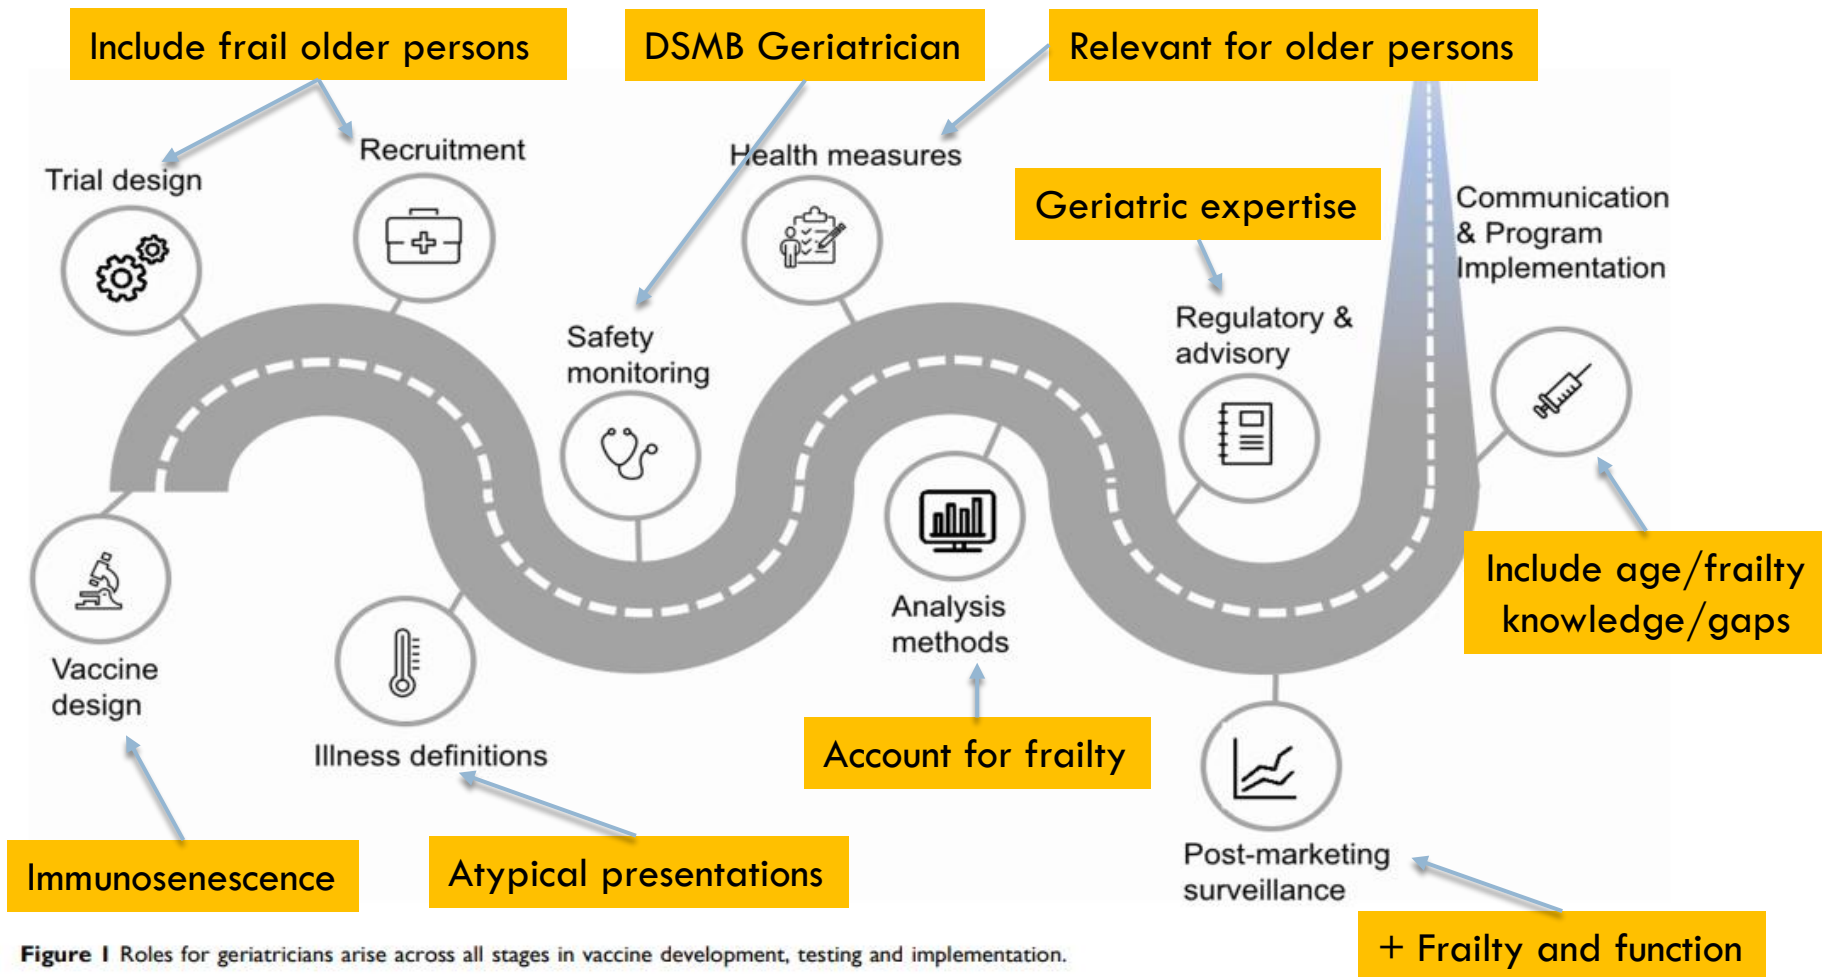 Include frail older persons
DSMB Geriatrician
Relevant for older persons
Recruitment
Health measures
Trial design
Geriatric expertise
Communication
& Program
Implementation
Safety
monitoring
Regulatory &
advisory
Vaccine
design
Illness definitions
Analysis
methods
Include age/frailty
knowledge/gaps
Account for frailty
Immunosenescence
Atypical presentations
Post-marketing
surveillance
+ Frailty and function
Figure 1 Roles for geriatricians arise across all stages in vaccine development, testing and implementation.